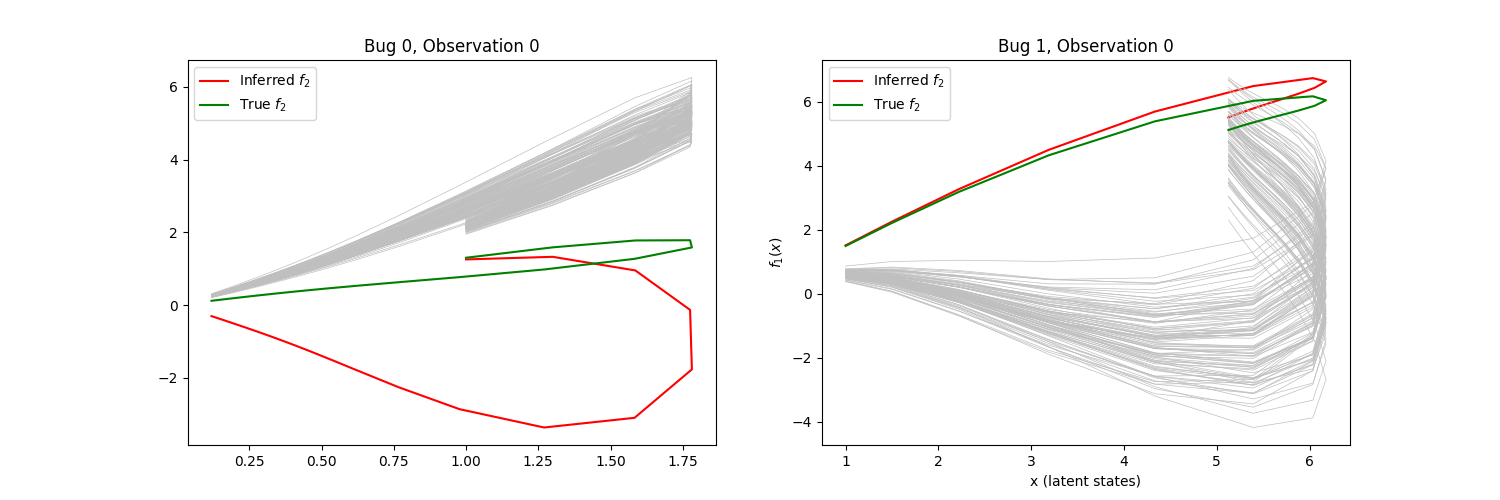 Bug 0, Observation 0
Inferred f₂
True f₂
6
4
2
0
−2
0.25 0.50 0.75 1.00 1.25 1.50 1.75
Bug 1, Observation 0
Inferred f₂
True f₂
f₁(x)
6
4
2
0
−2
−4
1 2 3 4 5 6
x (latent states)